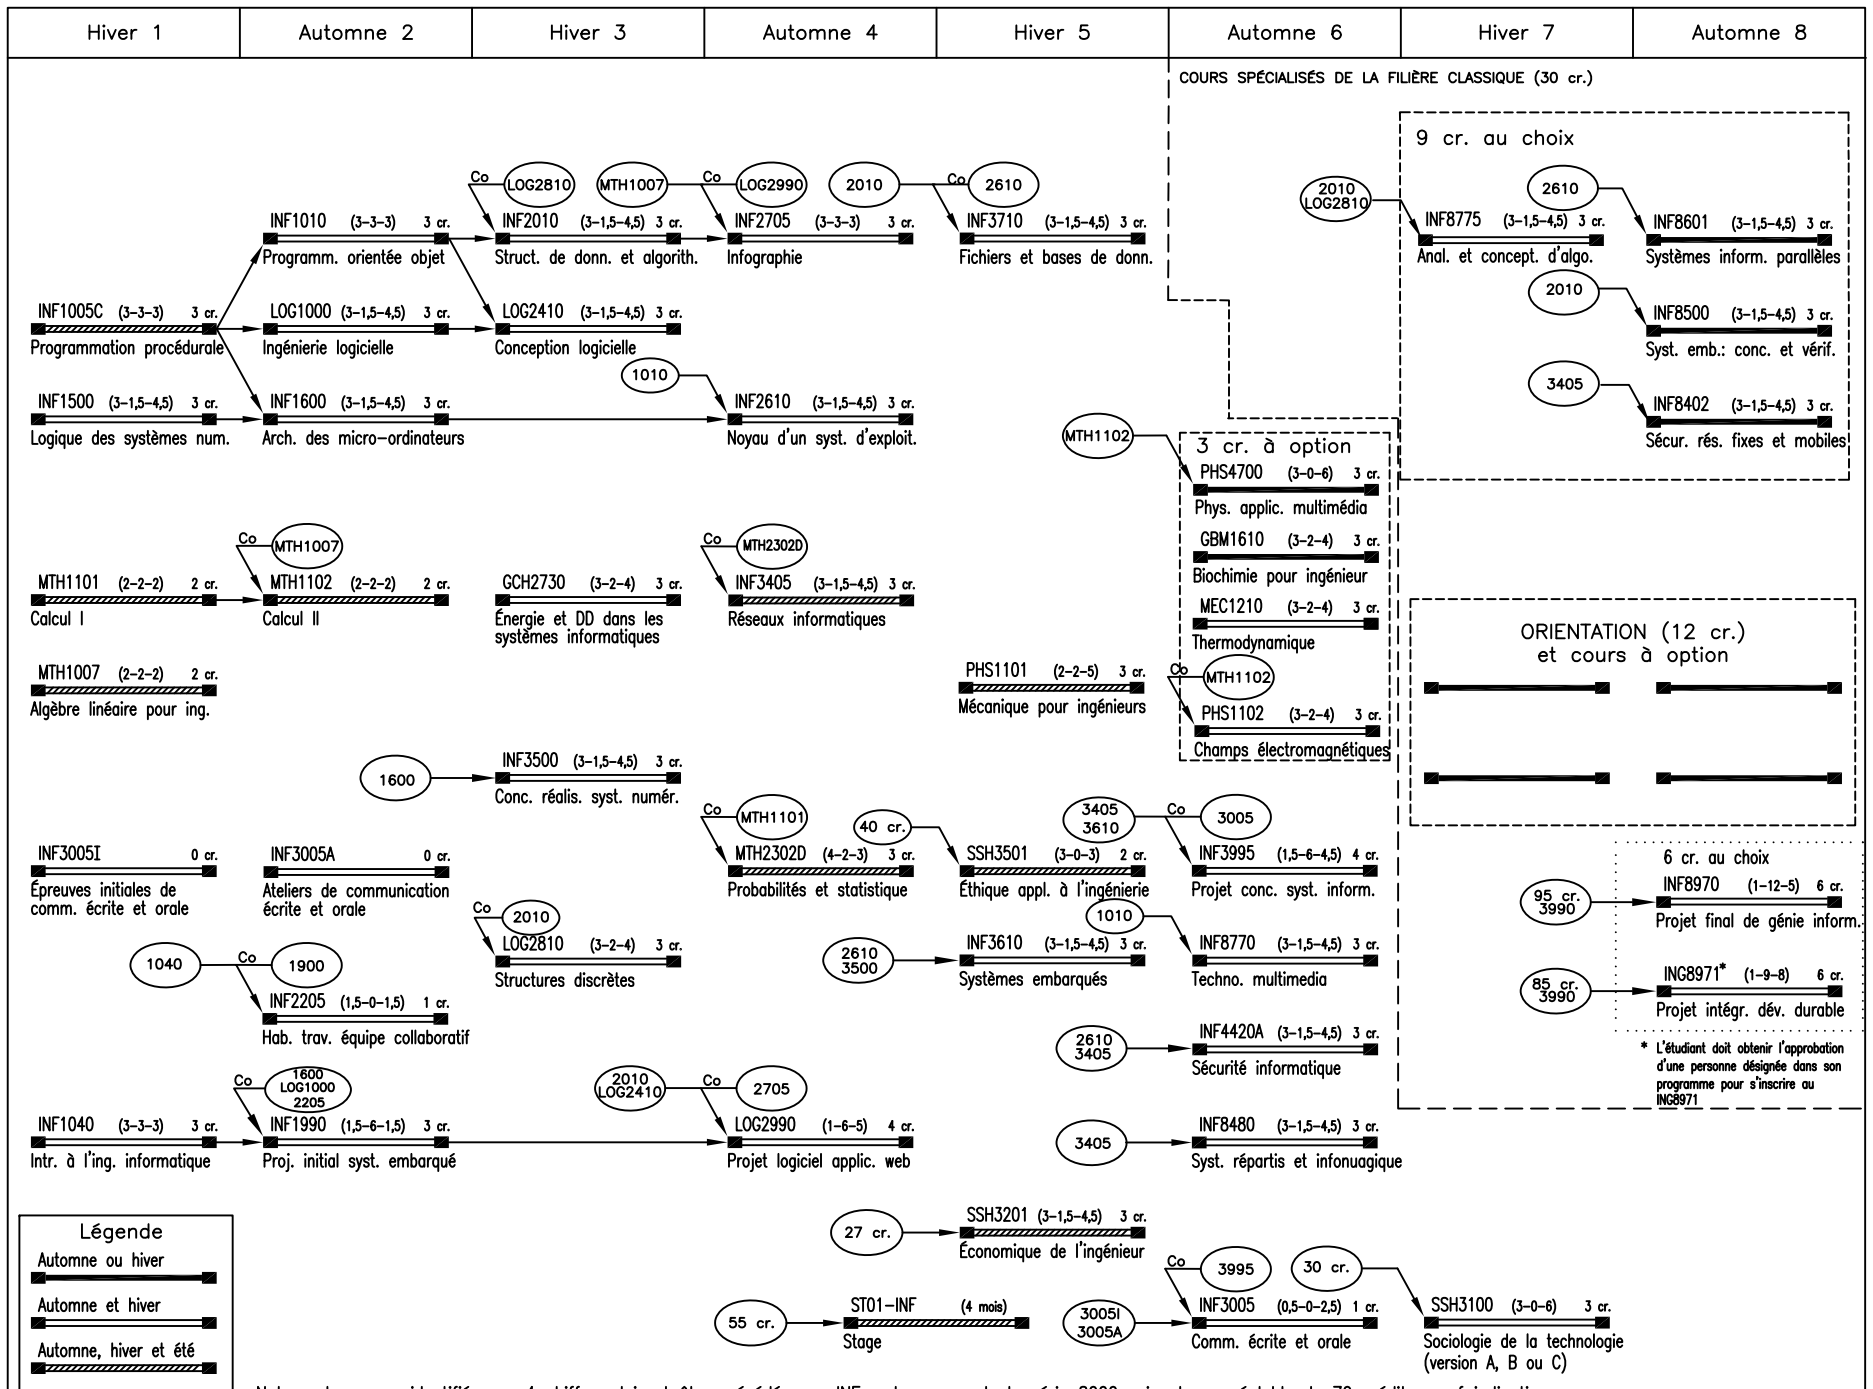 Hiver 1
Automne 2
Hiver 3
Automne 4
Hiver 5
Automne 6
Hiver 7
Automne 8
COURS SPÉCIALISÉS DE LA FILIÈRE CLASSIQUE (30 cr.)
9 cr. au choix
Co
LOG2810
MTH1007
Co
LOG2990
2010
Co
2610
2010
LOG2810
2610
INF1010 (3-3-3) 3 cr.
Programm. orientée objet
INF2010 (3-1,5-4,5) 3 cr.
Struct. de donn. et algorith.
INF2705 (3-3-3) 3 cr.
Infographie
INF3710 (3-1,5-4,5) 3 cr.
Fichiers et bases de donn.
INF8775 (3-1,5-4,5) 3 cr.
Anal. et concept. d'algo.
INF8601 (3-1,5-4,5) 3 cr.
Systèmes inform. parallèles
2010
INF1005C (3-3-3) 3 cr.
Programmation procédurale
LOG1000 (3-1,5-4,5) 3 cr.
Ingénierie logicielle
LOG2410 (3-1,5-4,5) 3 cr.
Conception logicielle
INF8500 (3-1,5-4,5) 3 cr.
Syst. emb.: conc. et vérif.
1010
3405
INF1500 (3-1,5-4,5) 3 cr.
Logique des systèmes num.
INF1600 (3-1,5-4,5) 3 cr.
Arch. des micro-ordinateurs
INF2610 (3-1,5-4,5) 3 cr.
Noyau d'un syst. d'exploit.
INF8402 (3-1,5-4,5) 3 cr.
Sécur. rés. fixes et mobiles
MTH1102
3 cr. à option
PHS4700 (3-0-6) 3 cr.
Phys. applic. multimédia
GBM1610 (3-2-4) 3 cr.
Biochimie pour ingénieur
MEC1210 (3-2-4) 3 cr.
Thermodynamique
Co
MTH1102
PHS1102 (3-2-4) 3 cr.
Champs électromagnétiques
Co
MTH1007
Co
MTH2302D
MTH1101 (2-2-2) 2 cr.
Calcul I
MTH1102 (2-2-2) 2 cr.
Calcul II
GCH2730 (3-2-4) 3 cr.
Énergie et DD dans les
systèmes informatiques
INF3405 (3-1,5-4,5) 3 cr.
Réseaux informatiques
ORIENTATION (12 cr.)
et cours à option
MTH1007 (2-2-2) 2 cr.
Algèbre linéaire pour ing.
PHS1101 (2-2-5) 3 cr.
Mécanique pour ingénieurs
1600
INF3500 (3-1,5-4,5) 3 cr.
Conc. réalis. syst. numér.
Co
MTH1101
40 cr.
3405
3610
Co
3005
INF3005I 0 cr.
Épreuves initiales de
comm. écrite et orale
INF3005A 0 cr.
Ateliers de communication
écrite et orale
MTH2302D (4-2-3) 3 cr.
Probabilités et statistique
SSH3501 (3-0-3) 2 cr.
Éthique appl. à l'ingénierie
INF3995 (1,5-6-4,5) 4 cr.
Projet conc. syst. inform.
6 cr. au choix
95 cr.
3990
INF8970 (1-12-5) 6 cr.
Projet final de génie inform.
Co
2010
1010
1040
Co
1900
LOG2810 (3-2-4) 3 cr.
Structures discrètes
2610
3500
INF3610 (3-1,5-4,5) 3 cr.
Systèmes embarqués
INF8770 (3-1,5-4,5) 3 cr.
Techno. multimedia
85 cr.
3990
ING8971* (1-9-8) 6 cr.
Projet intégr. dév. durable
INF2205 (1,5-0-1,5) 1 cr.
Hab. trav. équipe collaboratif
2610
3405
INF4420A (3-1,5-4,5) 3 cr.
Sécurité informatique
* L'étudiant doit obtenir l'approbation
d'une personne désignée dans son
programme pour s'inscrire au
ING8971
Co
1600
LOG1000
2205
2010
LOG2410
Co
2705
INF1040 (3-3-3) 3 cr.
Intr. à l'ing. informatique
INF1990 (1,5-6-1,5) 3 cr.
Proj. initial syst. embarqué
LOG2990 (1-6-5) 4 cr.
Projet logiciel applic. web
3405
INF8480 (3-1,5-4,5) 3 cr.
Syst. répartis et infonuagique
27 cr.
SSH3201 (3-1,5-4,5) 3 cr.
Économique de l'ingénieur
Légende
Automne ou hiver
Automne et hiver
Automne, hiver et été
55 cr.
ST01-INF (4 mois)
Stage
3005I
3005A
Co
3995
INF3005 (0,5-0-2,5) 1 cr.
Comm. écrite et orale
30 cr.
SSH3100 (3-0-6) 3 cr.
Sociologie de la technologie
(version A, B ou C)